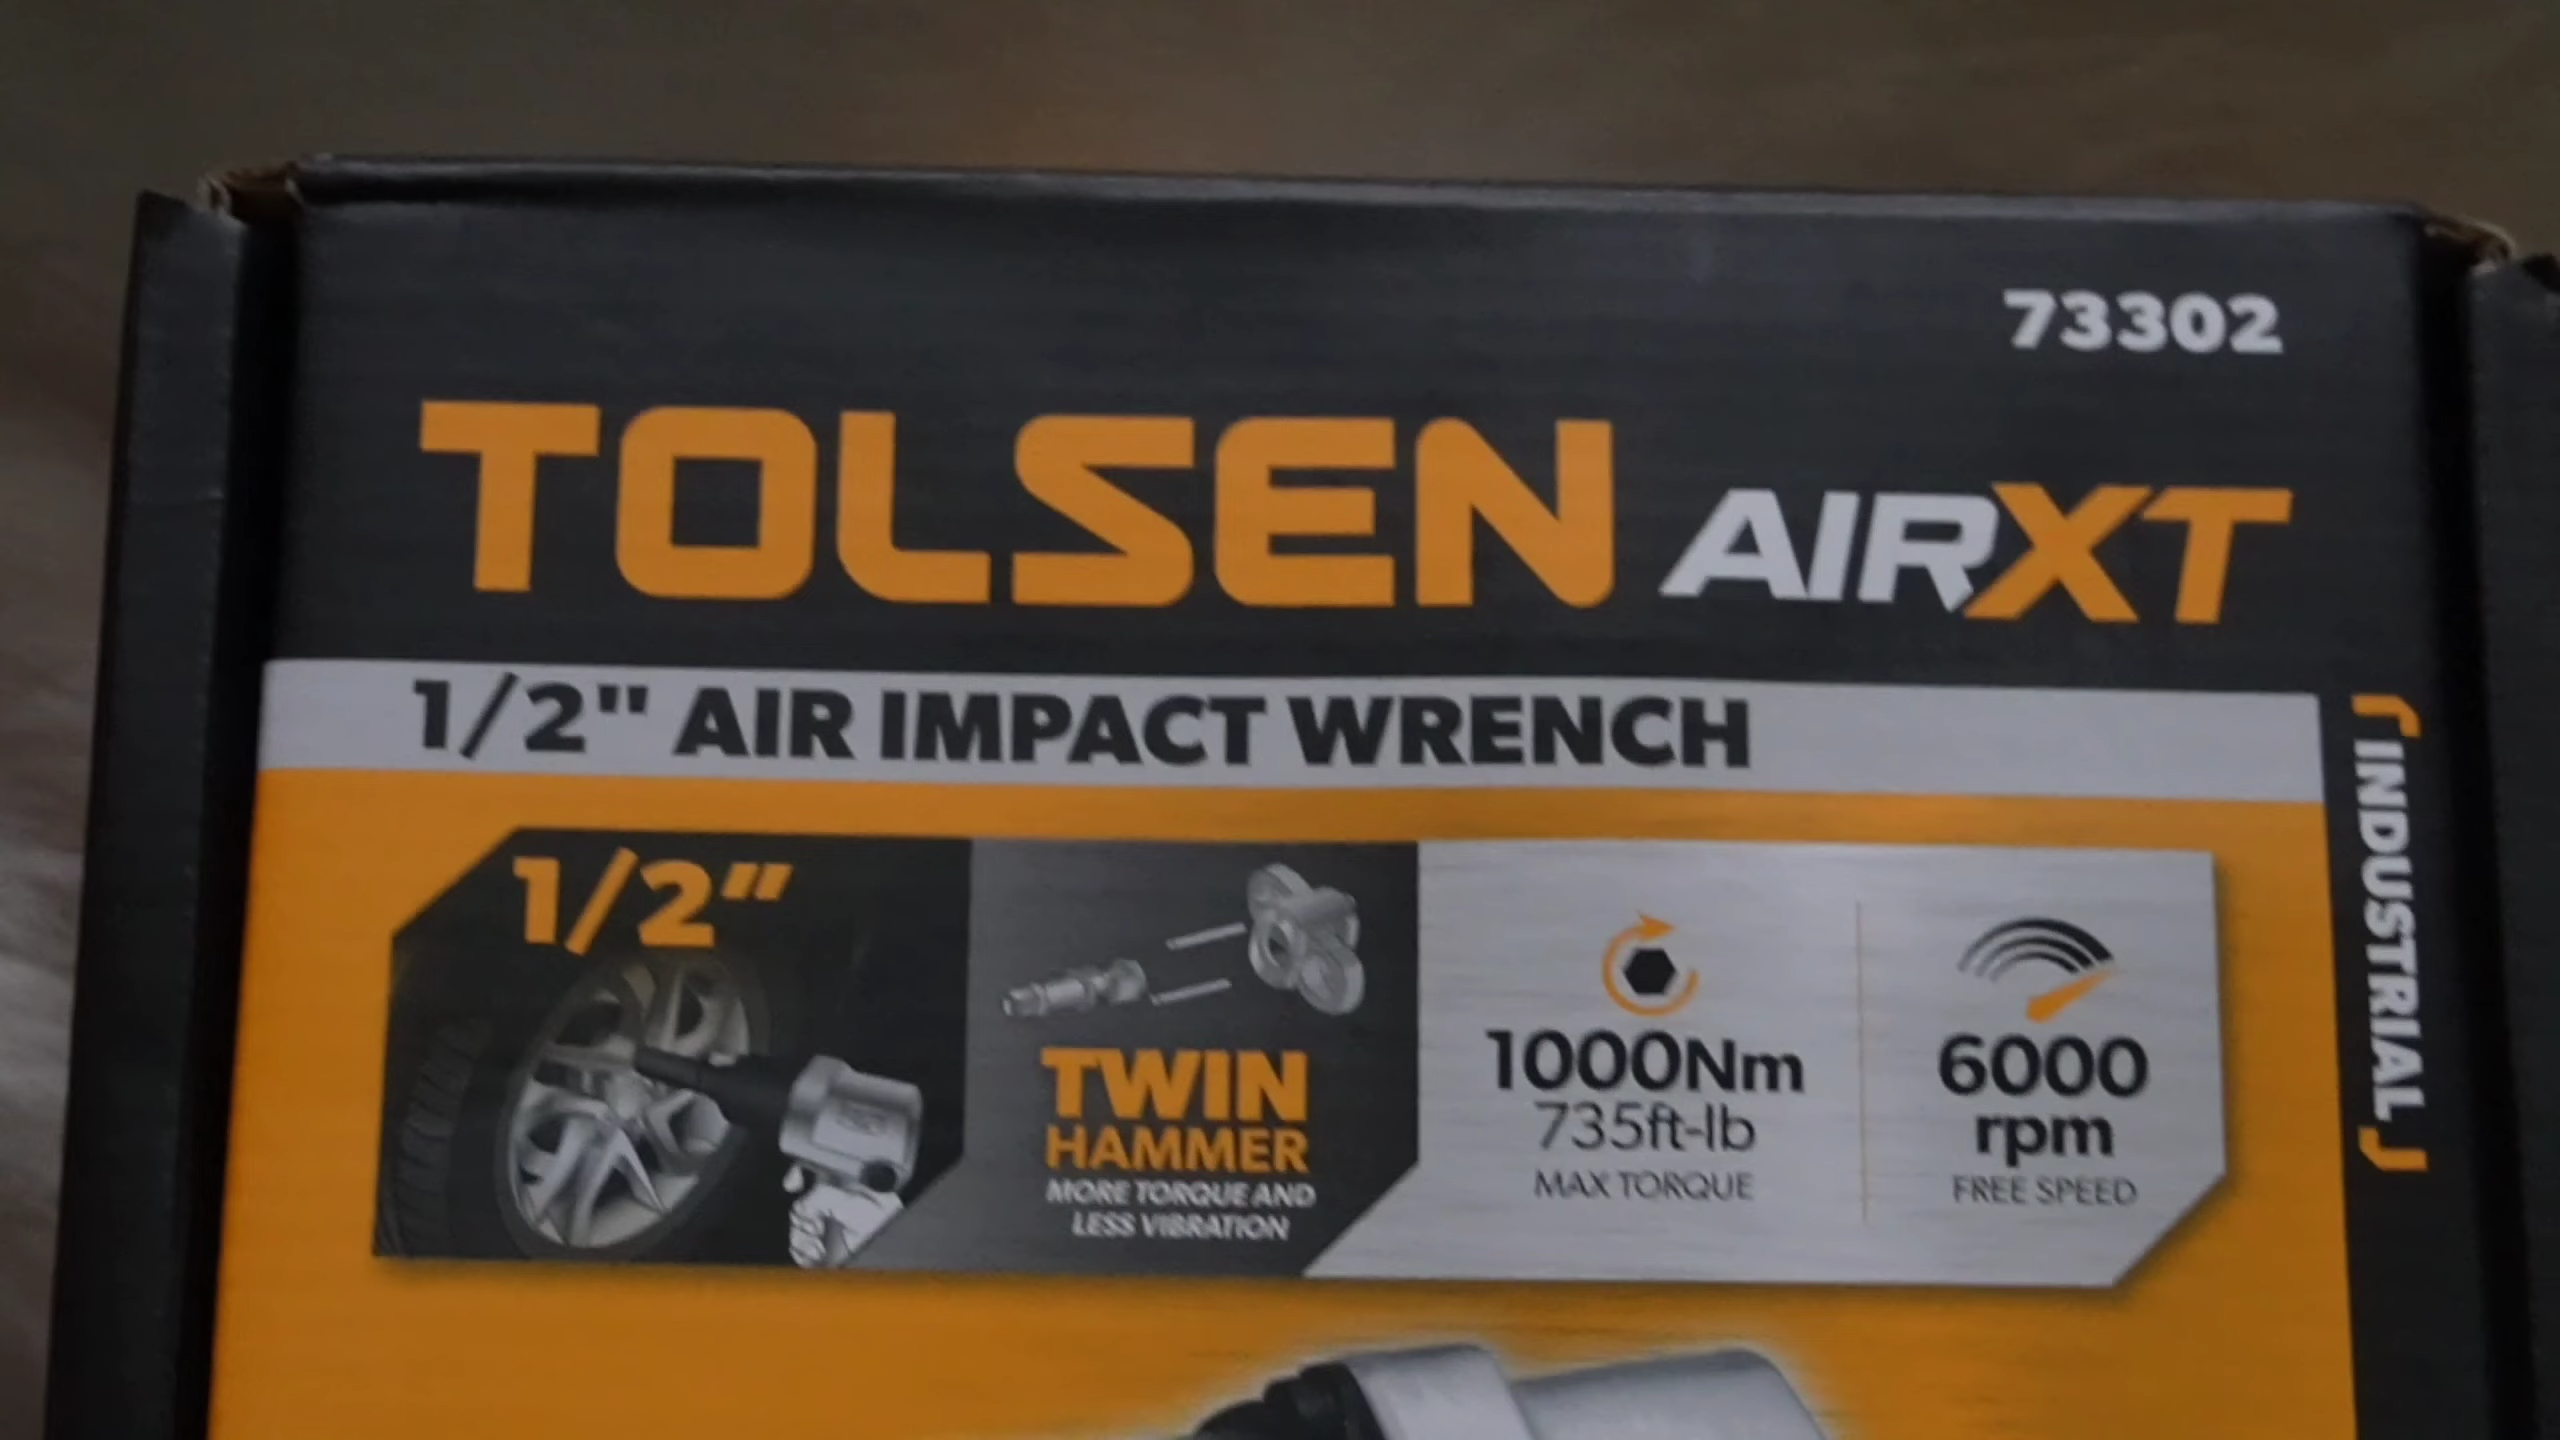 73302
TOLSEN AIRXT
1/2" AIR IMPACT WRENCH
INDUSTRIAL
1/2"
TWIN
HAMMER
MORE TORQUE AND
LESS VIBRATION
1000Nm
735ft-lb
MAX TORQUE
6000
rpm
FREE SPEED